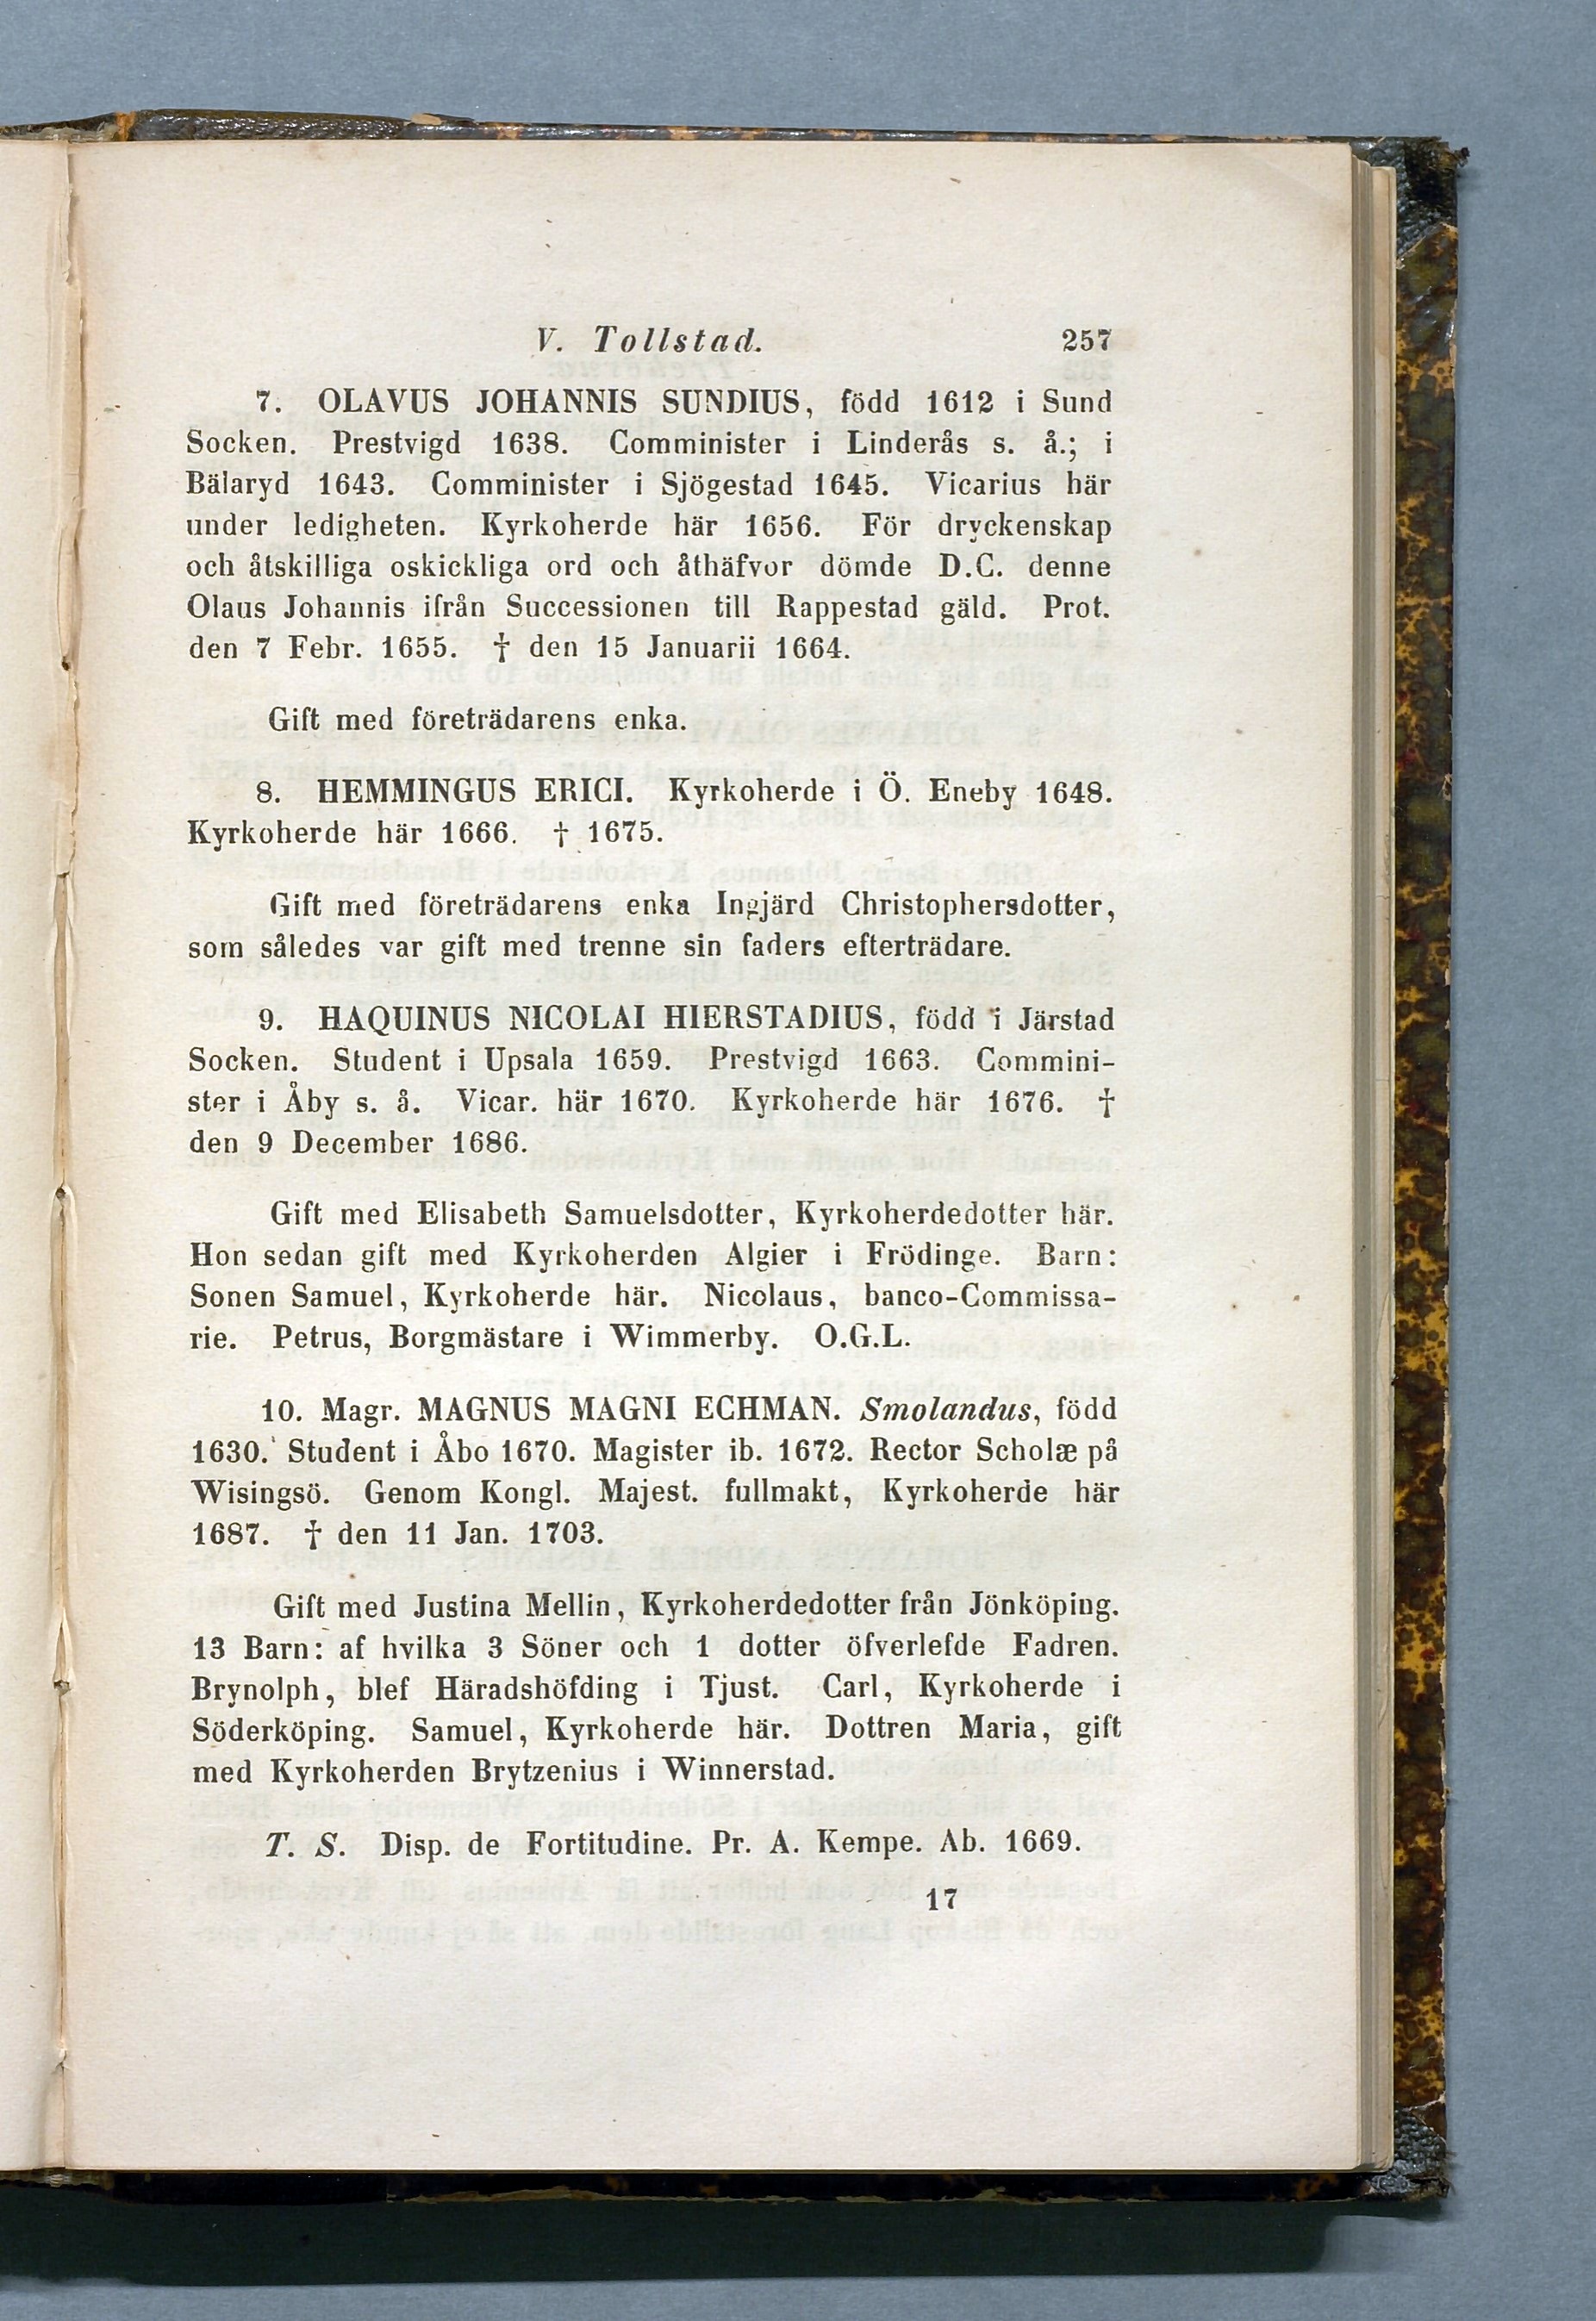 V. Tollstad. 257
7. OLAVUS JOHANNIS SUNDIUS, född 1612 i Sund
Socken. Prestvigd 1638. Comminister i Linderås s. å.; i
Bälaryd 1643. Comminister i Sjögestad 1645. Vicarius här
under ledigheten. Kyrkoherde här 1656. För dryckenskap
och åtskilliga oskickliga ord och åthäfvor dömde D.C. denne
Olaus Johannis ifrån Successionen till Rappestad gäld. Prot.
den 7 Febr. 1655. † den 15 Januarii 1664.
Gift med företrädarens enka.
8. HEMMINGUS ERICI. Kyrkoherde i Ö. Eneby 1648.
Kyrkoherde här 1666. † 1675.
Gift med företrädarens enka Ingjärd Christophersdotter,
som således var gift med trenne sin faders efterträdare.
9. HAQUINUS NICOLAI HIERSTADIUS, född i Järstad
Socken. Student i Upsala 1659. Prestvigd 1663. Commini-
ster i Åby s. å. Vicar. här 1670. Kyrkoherde här 1676. †
den 9 December 1686.
Gift med Elisabeth Samuelsdotter, Kyrkoherdedotter här.
Hon sedan gift med Kyrkoherden Algier i Frödinge. Barn:
Sonen Samuel, Kyrkoherde här. Nicolaus, banco-Commissa-
rie. Petrus, Borgmästare i Wimmerby. O.G.L.
10. Magr. MAGNUS MAGNI ECHMAN. Smolandus, född
1630. Student i Åbo 1670. Magister ib. 1672. Rector Scholæ på
Wisingsö. Genom Kongl. Majest. fullmakt, Kyrkoherde här
1687. † den 11 Jan. 1703.
Gift med Justina Mellin, Kyrkoherdedotter från Jönköping.
13 Barn: af hvilka 3 Söner och 1 dotter öfverlefde Fadren.
Brynolph, blef Häradshöfding i Tjust. Carl, Kyrkoherde i
Söderköping. Samuel, Kyrkoherde här. Dottren Maria, gift
med Kyrkoherden Brytzenius i Winnerstad.
T. S. Disp. de Fortitudine. Pr. A. Kempe. Ab. 1669.
17